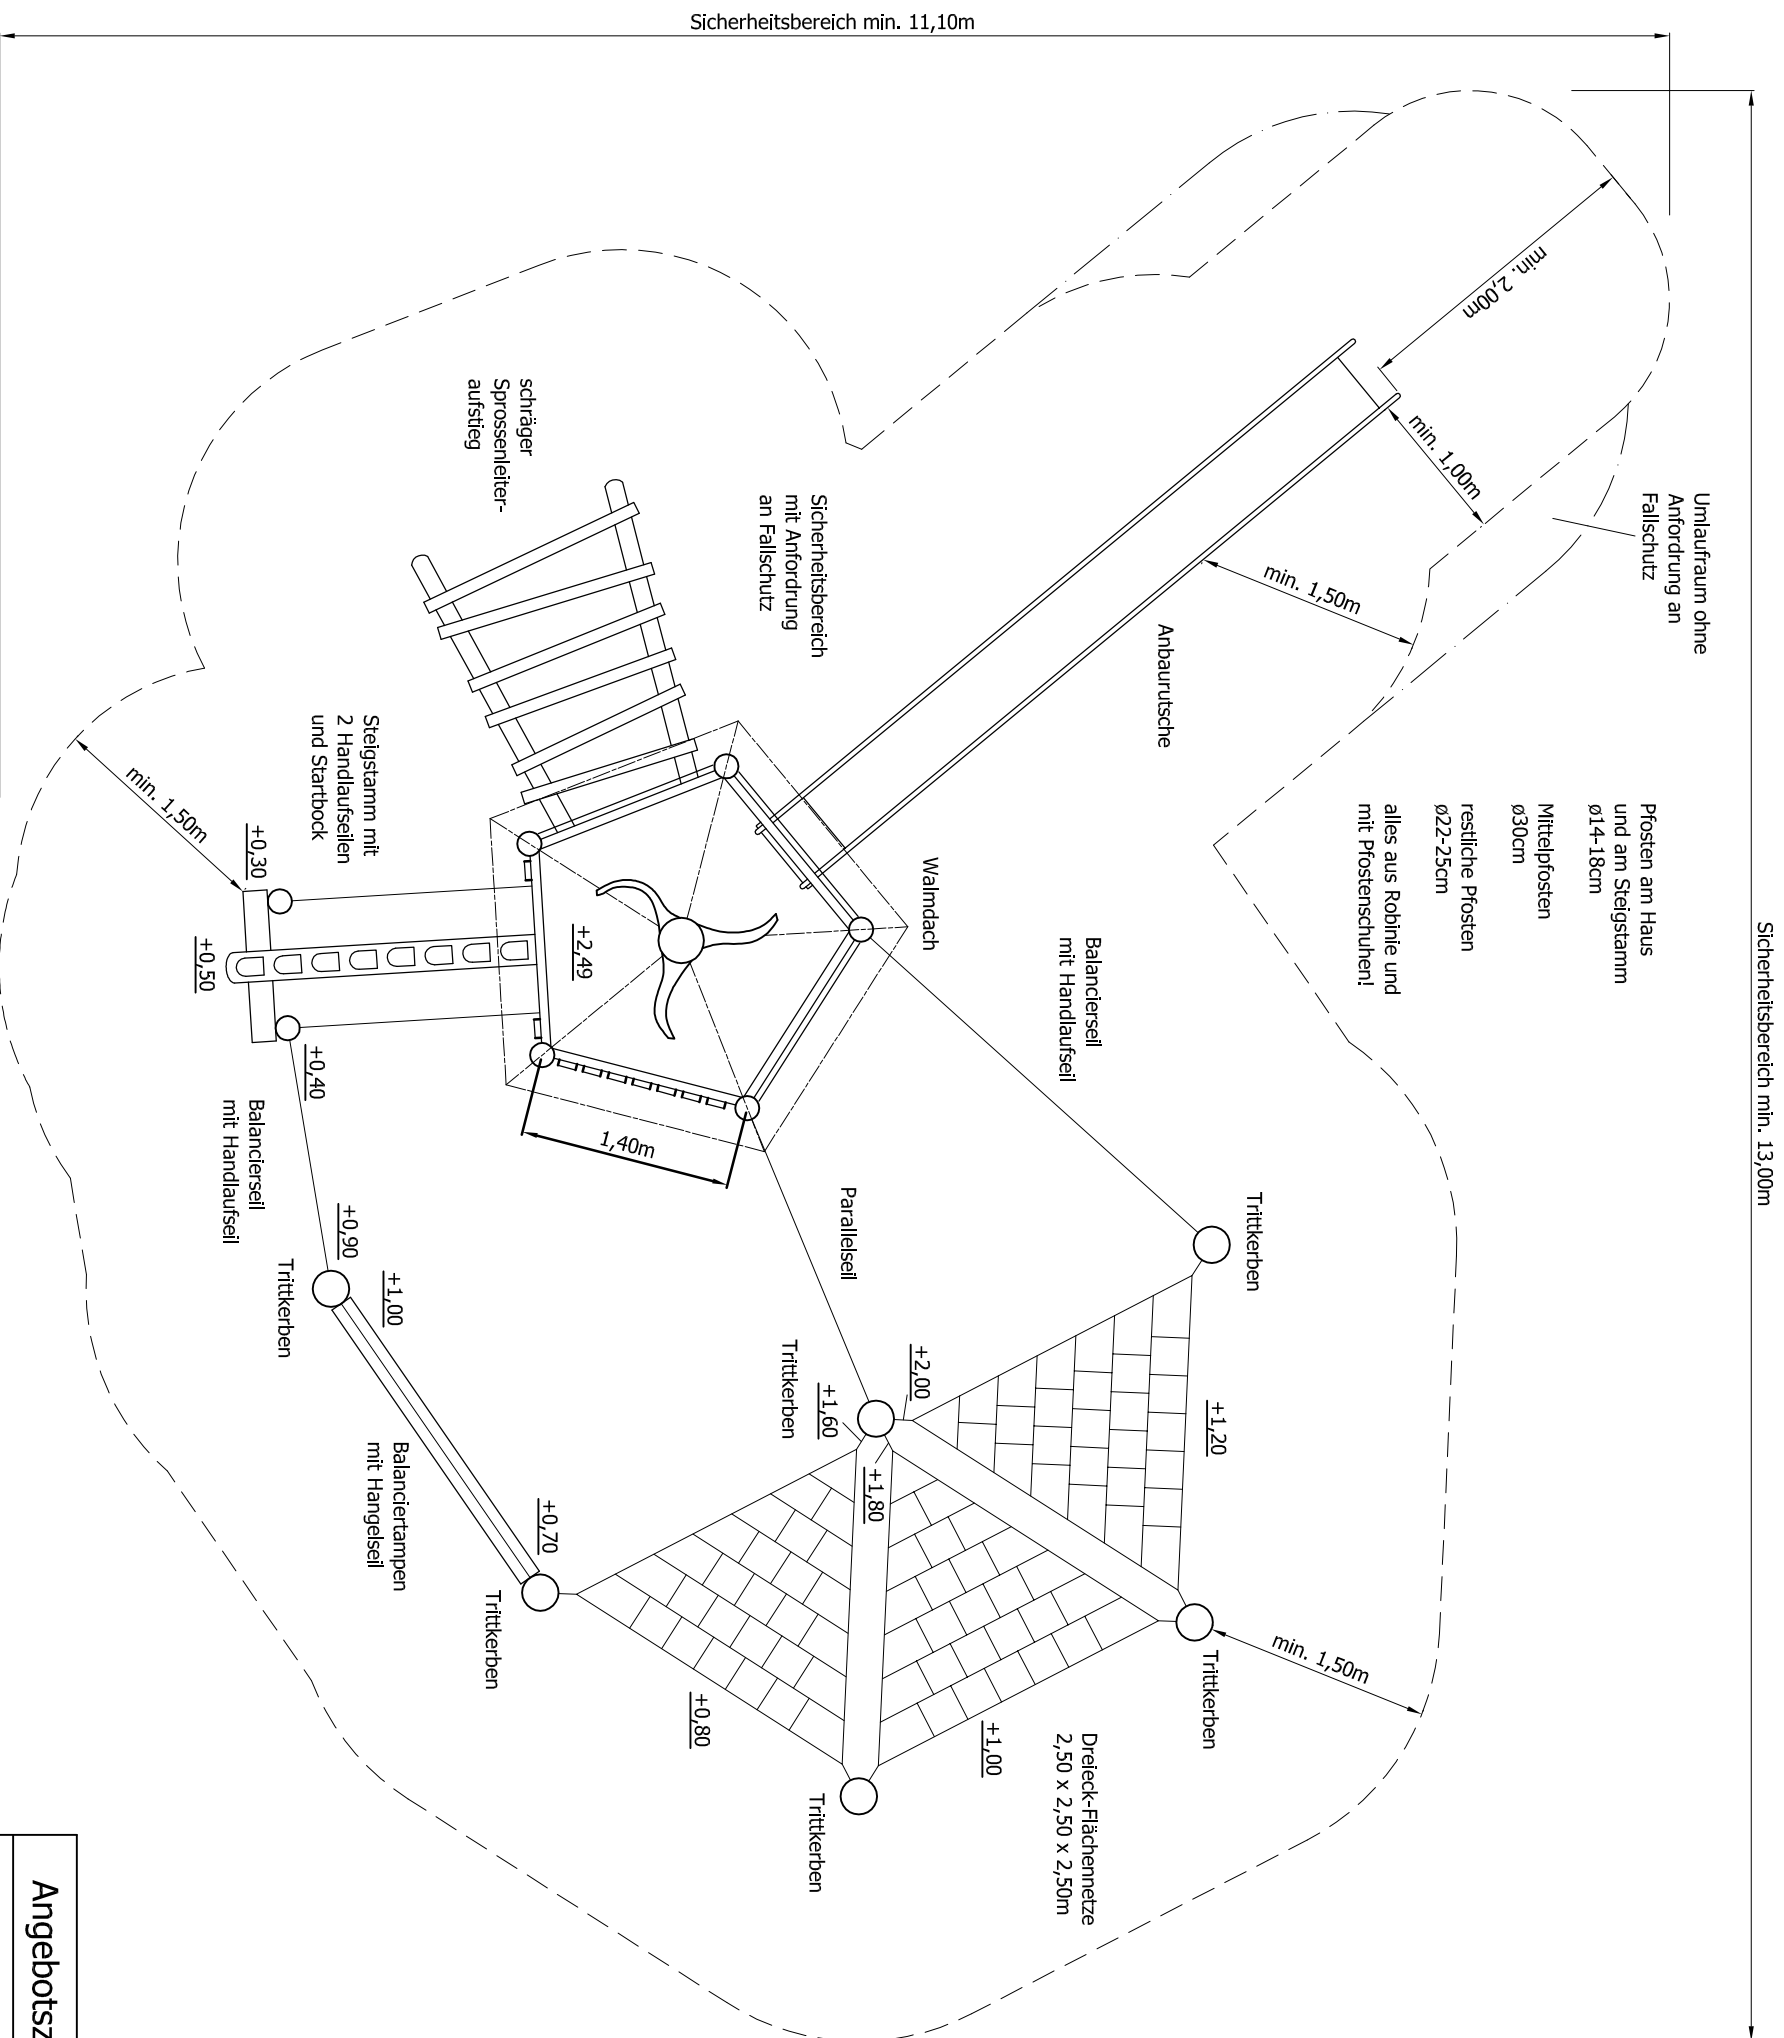 Sicherheitsbereich min. 11,10m
Sicherheitsbereich min. 13,00m
min. 2,00m
min. 1,00m
Umlaufraum ohne
Anfordrung an
Fallschutz
min. 1,50m
Anbaurutsche
schräger
Sprossenleiter-
aufstieg
Sicherheitsbereich
mit Anfordrung
an Fallschutz
Pfosten am Haus
und am Steigstamm
ø14-18cm
Mittelpfosten
ø30cm
restliche Pfosten
ø22-25cm
alles aus Robinie und
mit Pfostenschuhen!
Walmdach
Balancierseil
mit Handlaufseil
Steigstamm mit
2 Handlaufseilen
und Startbock
min. 1,50m
+0,30
+0,50
+2,49
+0,40
1,40m
Balancierseil
mit Handlaufseil
Parallelseil
+0,90
+1,00
Trittkerben
Trittkerben
Trittkerben
+2,00
+1,60
+1,80
+1,20
Balanciertampen
mit Hangelseil
+0,70
Trittkerben
min. 1,50m
Trittkerben
+0,80
+1,00
Dreieck-Flächennetze
2,50 x 2,50 x 2,50m
Trittkerben
Angebotsz